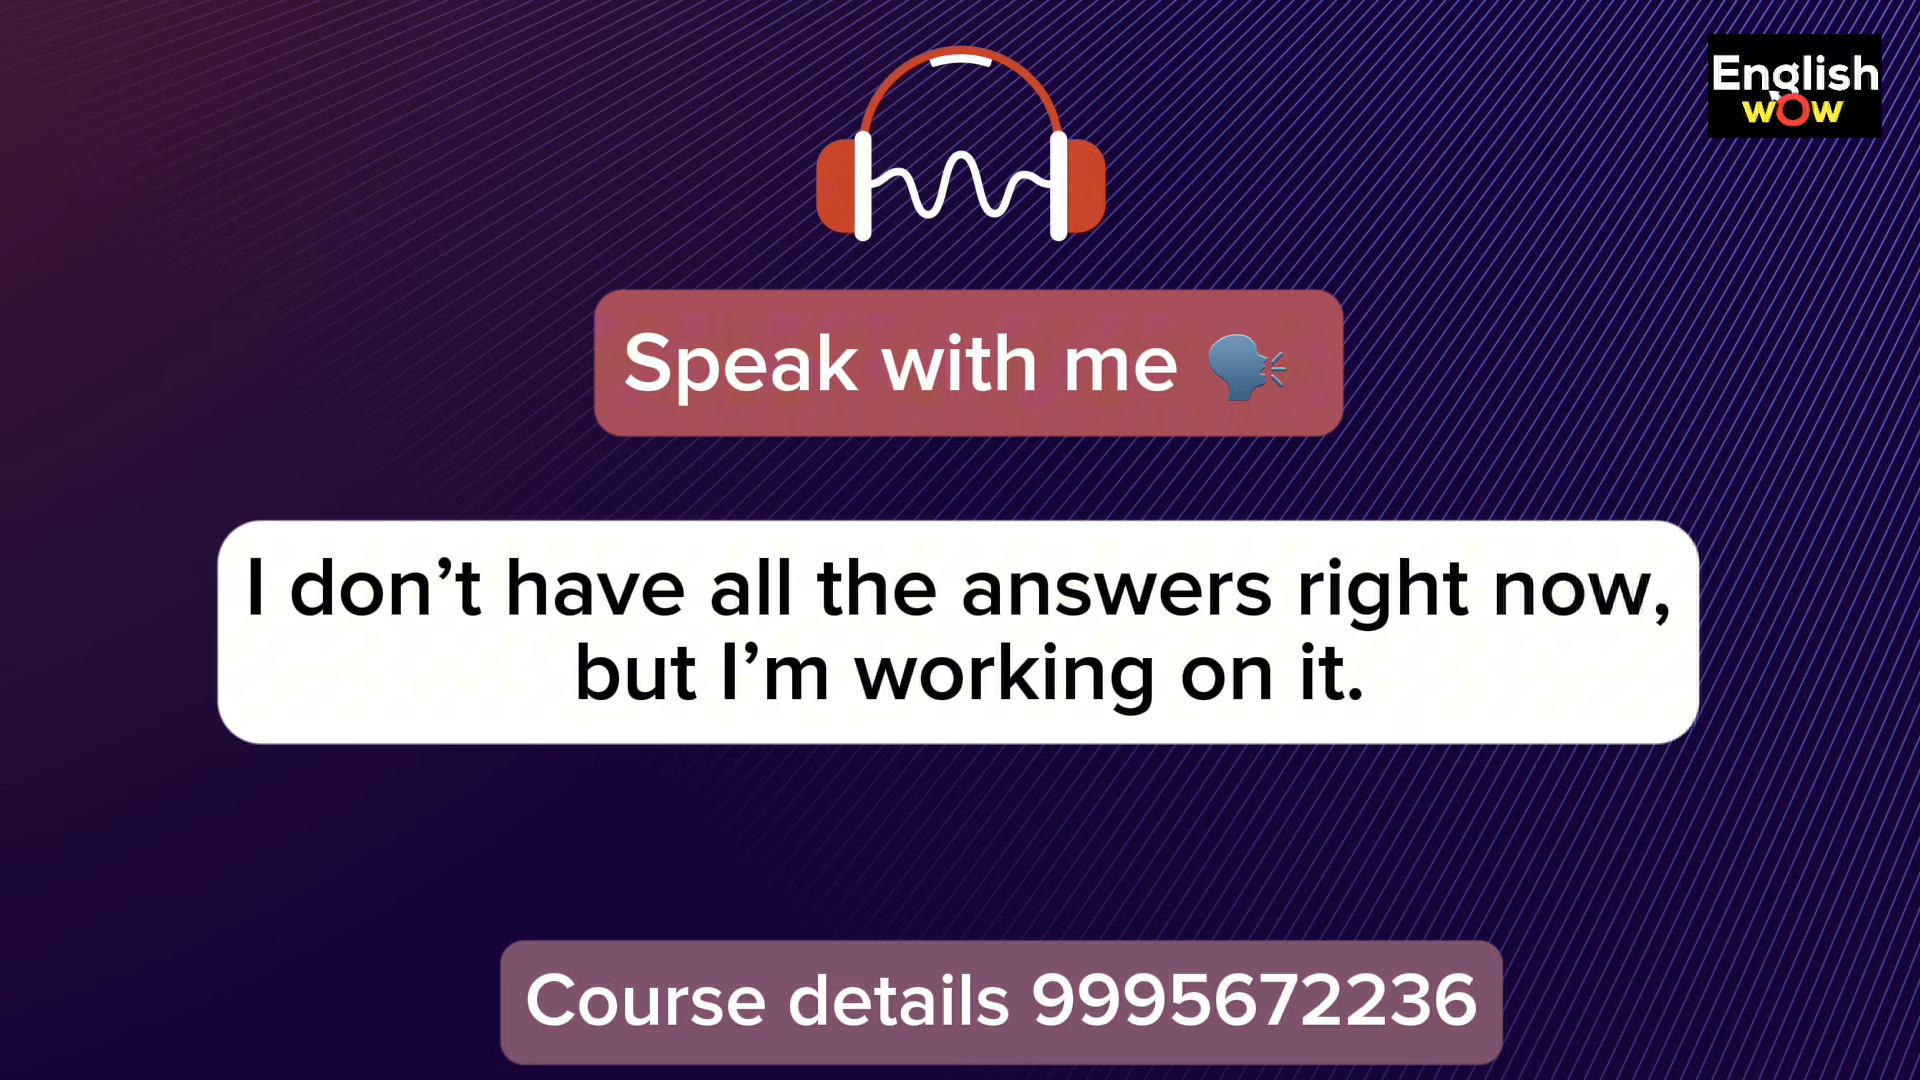 English
wOw
Speak with me 🗣
I don’t have all the answers right now,
but I’m working on it.
Course details 9995672236